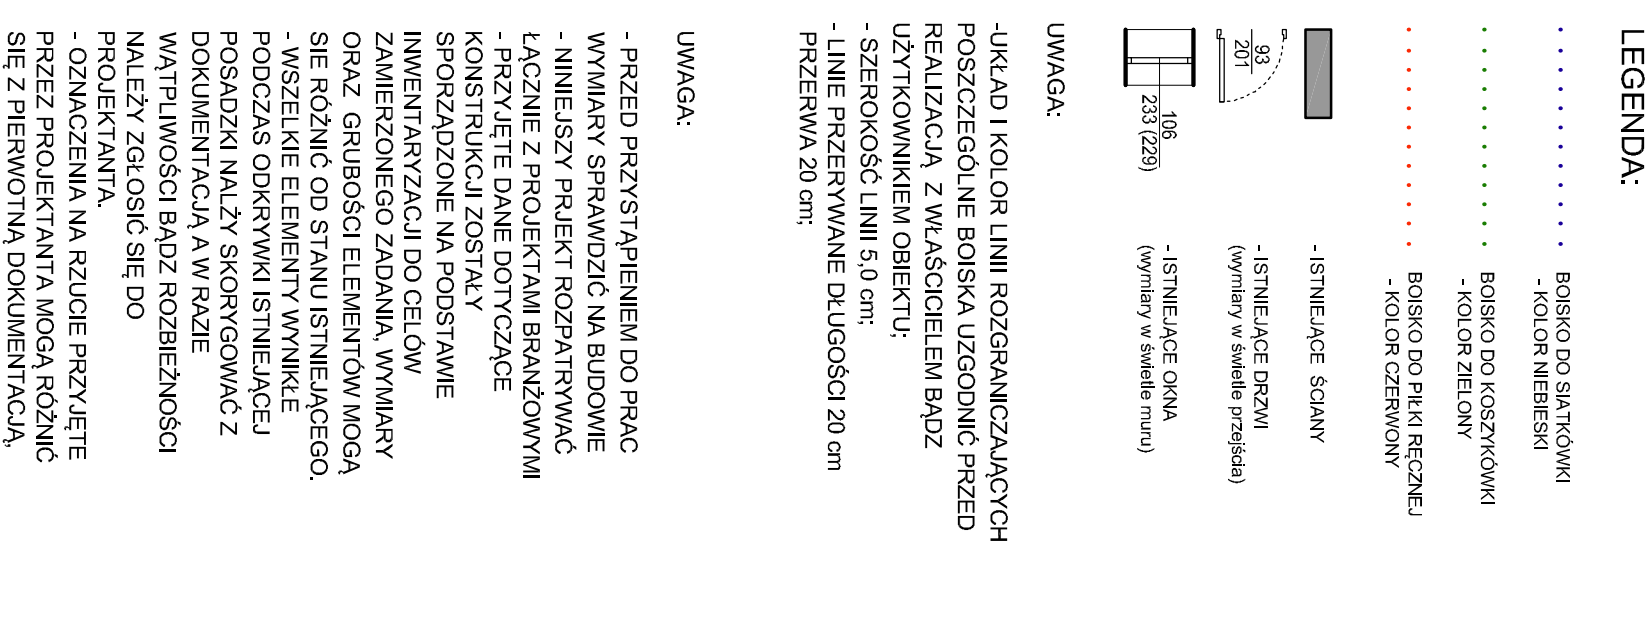 LEGENDA:
BOISKO DO SIATKÓWKI
- KOLOR NIEBIESKI
BOISKO DO KOSZYKÓWKI
- KOLOR ZIELONY
BOISKO DO PIŁKI RĘCZNEJ
- KOLOR CZERWONY
- ISTNIEJĄCE ŚCIANY
93
201
- ISTNIEJĄCE DRZWI
(wymiary w świetle przejścia)
106
233 (229)
- ISTNIEJĄCE OKNA
(wymiary w świetle muru)
UWAGA:
-UKŁAD I KOLOR LINII ROZGRANICZAJĄCYCH
POSZCZEGÓLNE BOISKA UZGODNIĆ PRZED
REALIZACJĄ Z WŁAŚCICIELEM BĄDZ
UŻYTKOWNIKIEM OBIEKTU;
- SZEROKOŚĆ LINII 5,0 cm;
- LINIE PRZERYWANE DŁUGOŚCI 20 cm
PRZERWA 20 cm;
UWAGA:
- PRZED PRZYSTĄPIENIEM DO PRAC
WYMIARY SPRAWDZIĆ NA BUDOWIE
- NINIEJSZY PRJEKT ROZPATRYWAĆ
ŁĄCZNIE Z PROJEKTAMI BRANŻOWYMI
- PRZYJĘTE DANE DOTYCZĄCE
KONSTRUKCJI ZOSTAŁY
SPORZĄDZONE NA PODSTAWIE
INWENTARYZACJI DO CELÓW
ZAMIERZONEGO ZADANIA, WYMIARY
ORAZ GRUBOŚCI ELEMENTÓW MOGĄ
SIE RÓŻNIĆ OD STANU ISTNIEJĄCEGO.
- WSZELKIE ELEMENTY WYNIKŁE
PODCZAS ODKRYWKI ISTNIEJĄCEJ
POSADZKI NALŻY SKORYGOWAĆ Z
DOKUMENTACJĄ A W RAZIE
WĄTPLIWOŚCI BĄDZ ROZBIEŻNOŚCI
NALEŻY ZGŁOSIĆ SIĘ DO
PROJEKTANTA.
- OZNACZENIA NA RZUCIE PRZYJĘTE
PRZEZ PROJEKTANTA MOGĄ RÓŻNIĆ
SIĘ Z PIERWOTNĄ DOKUMENTACJĄ,